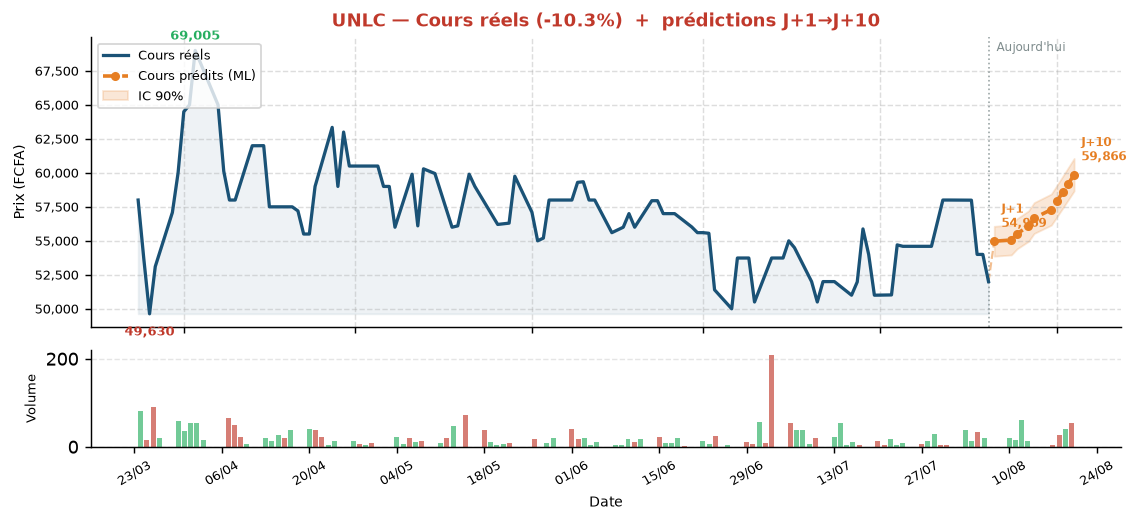 UNLC — Cours réels (-10.3%)  +  prédictions J+1→J+10
69,005
Aujourd'hui
Cours réels
Cours prédits (ML)
IC 90%
67,500
65,000
62,500
60,000
57,500
55,000
52,500
50,000
Prix (FCFA)
J+10
59,866
J+1
49,630
200
0
Volume
23/03
06/04
20/04
04/05
18/05
01/06
15/06
29/06
13/07
27/07
10/08
24/08
Date